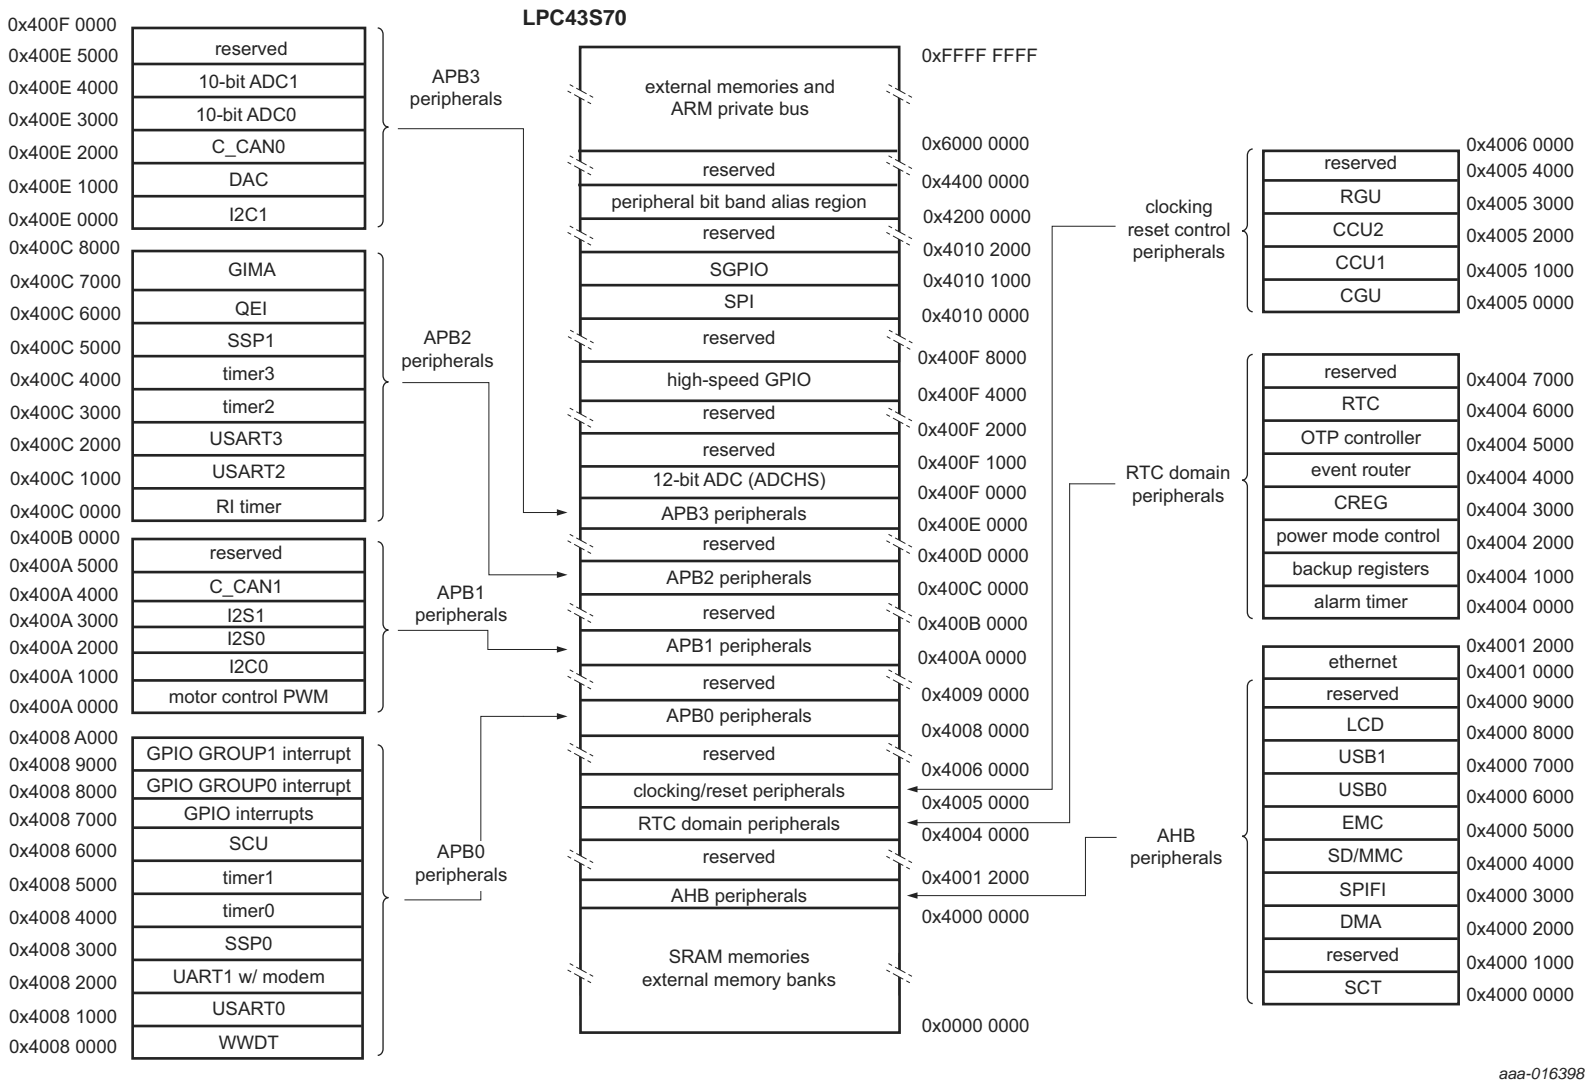 LPC43S70
0x400F 0000
reserved
0x400E 5000
10-bit ADC1
0x400E 4000
10-bit ADC0
0x400E 3000
C_CAN0
0x400E 2000
DAC
0x400E 1000
I2C1
0x400E 0000
APB3
peripherals
0x400C 8000
GIMA
0x400C 7000
QEI
0x400C 6000
SSP1
0x400C 5000
timer3
0x400C 4000
timer2
0x400C 3000
USART3
0x400C 2000
USART2
0x400C 1000
RI timer
0x400C 0000
APB2
peripherals
0x400B 0000
reserved
0x400A 5000
C_CAN1
0x400A 4000
I2S1
0x400A 3000
I2S0
0x400A 2000
I2C0
0x400A 1000
motor control PWM
0x400A 0000
APB1
peripherals
0x4008 A000
GPIO GROUP1 interrupt
0x4008 9000
GPIO GROUP0 interrupt
0x4008 8000
GPIO interrupts
0x4008 7000
SCU
0x4008 6000
timer1
0x4008 5000
timer0
0x4008 4000
SSP0
0x4008 3000
UART1 w/ modem
0x4008 2000
USART0
0x4008 1000
WWDT
0x4008 0000
APB0
peripherals
0xFFFF FFFF
external memories and
ARM private bus
0x6000 0000
reserved
0x4400 0000
peripheral bit band alias region
0x4200 0000
reserved
0x4010 2000
SGPIO
0x4010 1000
SPI
0x4010 0000
reserved
0x400F 8000
high-speed GPIO
0x400F 4000
reserved
0x400F 2000
reserved
0x400F 1000
12-bit ADC (ADCHS)
0x400F 0000
APB3 peripherals
0x400E 0000
reserved
0x400D 0000
APB2 peripherals
0x400C 0000
reserved
0x400B 0000
APB1 peripherals
0x400A 0000
reserved
0x4009 0000
APB0 peripherals
0x4008 0000
reserved
0x4006 0000
clocking/reset peripherals
0x4005 0000
RTC domain peripherals
0x4004 0000
reserved
0x4001 2000
AHB peripherals
0x4000 0000
SRAM memories
external memory banks
0x0000 0000
clocking
reset control
peripherals
0x4006 0000
reserved
0x4005 4000
RGU
0x4005 3000
CCU2
0x4005 2000
CCU1
0x4005 1000
CGU
0x4005 0000
RTC domain
peripherals
reserved
0x4004 7000
RTC
0x4004 6000
OTP controller
0x4004 5000
event router
0x4004 4000
CREG
0x4004 3000
power mode control
0x4004 2000
backup registers
0x4004 1000
alarm timer
0x4004 0000
AHB
peripherals
0x4001 2000
ethernet
0x4001 0000
reserved
0x4000 9000
LCD
0x4000 8000
USB1
0x4000 7000
USB0
0x4000 6000
EMC
0x4000 5000
SD/MMC
0x4000 4000
SPIFI
0x4000 3000
DMA
0x4000 2000
reserved
0x4000 1000
SCT
0x4000 0000
aaa-016398